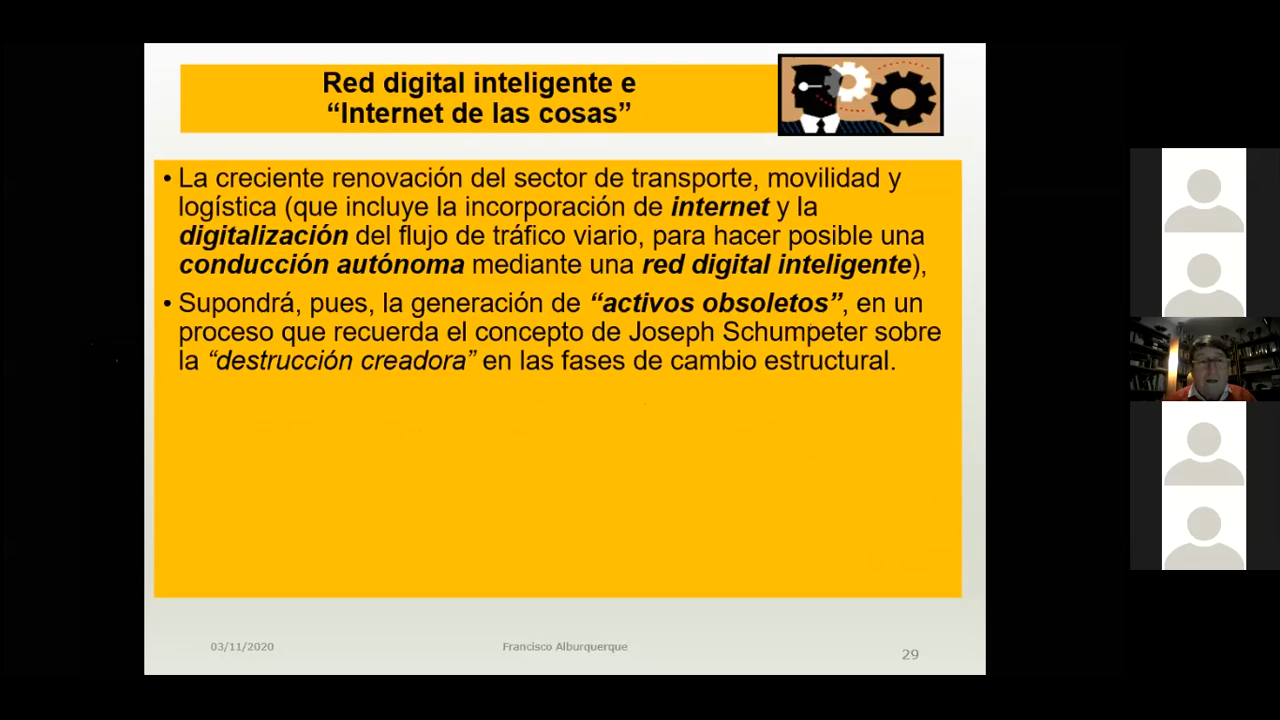 Red digital inteligente e
“Internet de las cosas”
• La creciente renovación del sector de transporte, movilidad y
logística (que incluye la incorporación de internet y la
digitalización del flujo de tráfico viario, para hacer posible una
conducción autónoma mediante una red digital inteligente),
• Supondrá, pues, la generación de “activos obsoletos”, en un
proceso que recuerda el concepto de Joseph Schumpeter sobre
la “destrucción creadora” en las fases de cambio estructural.
03/11/2020
Francisco Alburquerque
29